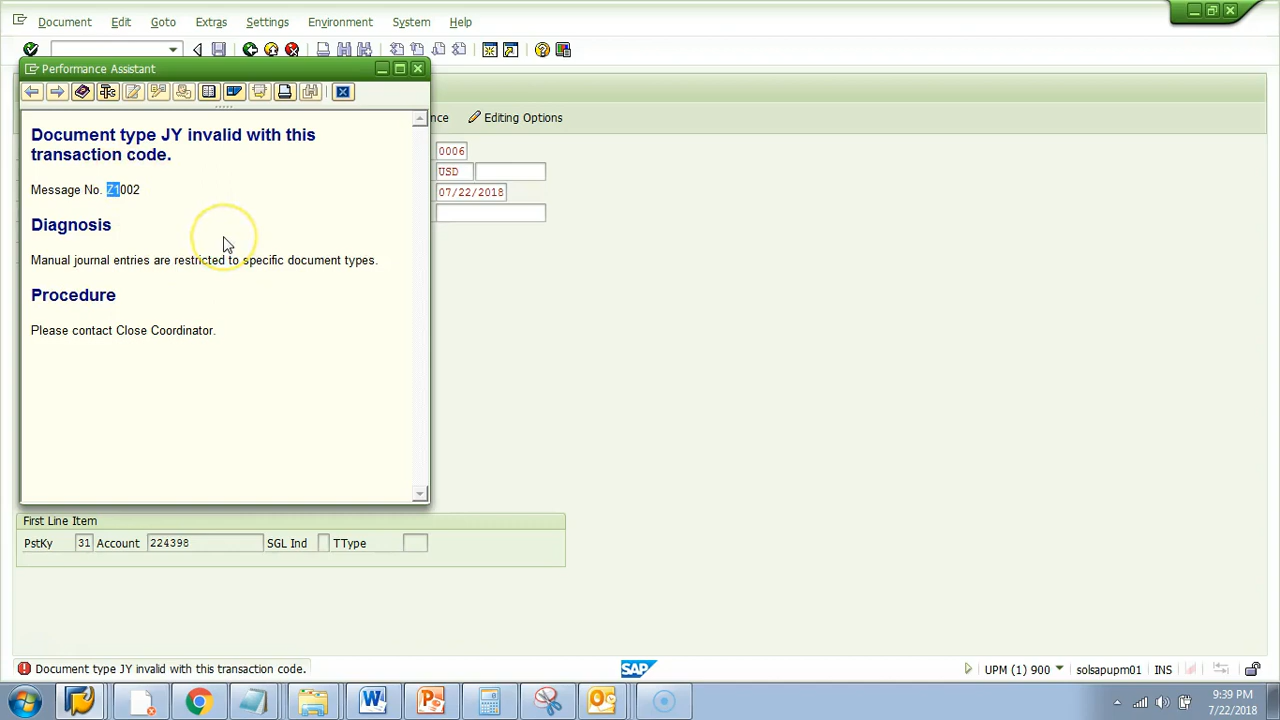 Document Edit Goto Extras Settings Environment System Help
Performance Assistant
nce Editing Options
Document type JY invalid with this
transaction code.
0006
USD
Message No. Z1002
07/22/2018
Diagnosis
Manual journal entries are restricted to specific document types.
Procedure
Please contact Close Coordinator.
First Line Item
PstKy 31 Account 224398 SGL Ind TType
Document type JY invalid with this transaction code.
SAP
UPM (1) 900 solsapupm01 INS
9:39 PM
7/22/2018